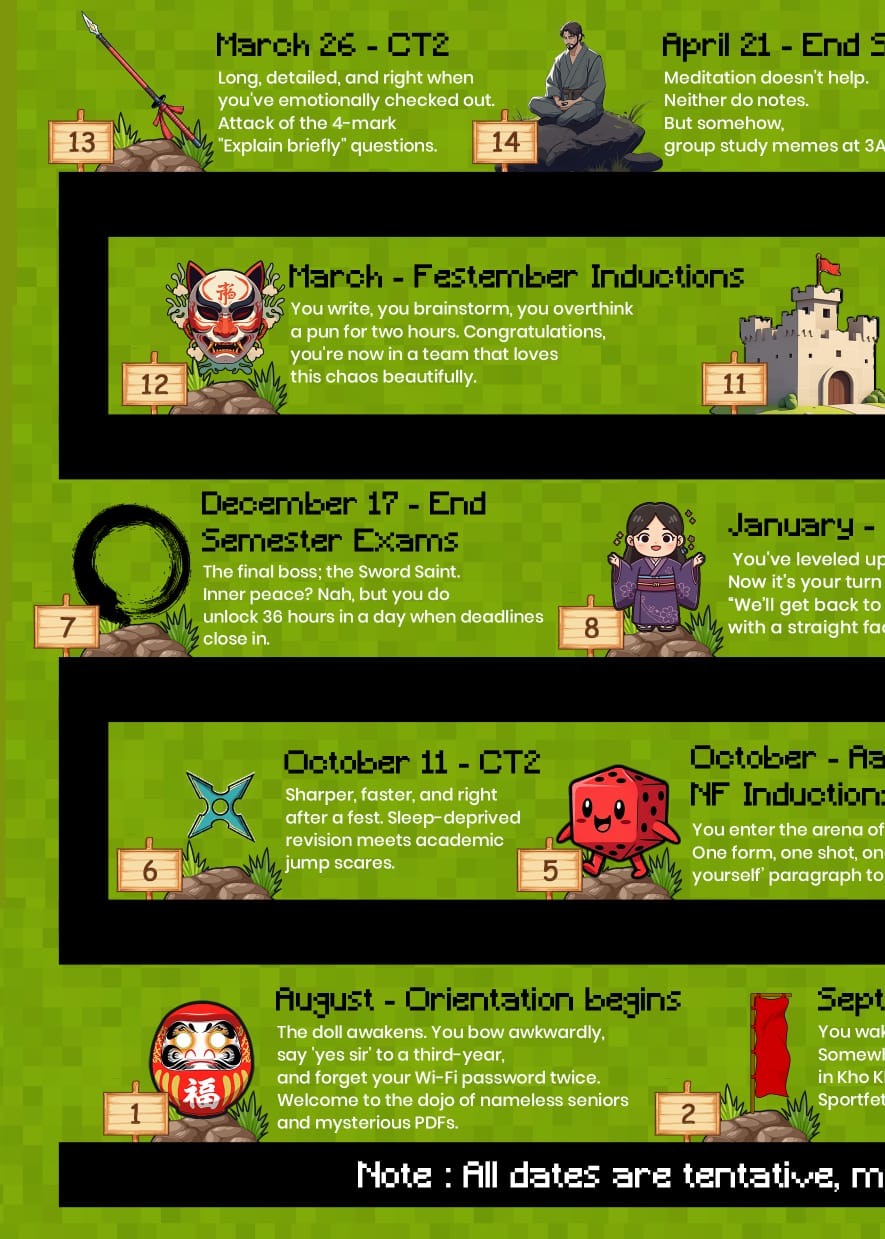 March 26 - CT2
Long, detailed, and right when
you've emotionally checked out.
Attack of the 4-mark
"Explain briefly" questions.
13
April 21 - End S
Meditation doesn't help.
Neither do notes.
But somehow,
group study memes at 3A
14
March - Festember Inductions
You write, you brainstorm, you overthink
a pun for two hours. Congratulations,
you're now in a team that loves
this chaos beautifully.
12
11
December 17 - End
Semester Exams
The final boss; the Sword Saint.
Inner peace? Nah, but you do
unlock 36 hours in a day when deadlines
close in.
7
January -
You've leveled up
Now it's your turn
“We'll get back to
with a straight fa
8
October 11 - CT2
Sharper, faster, and right
after a fest. Sleep-deprived
revision meets academic
jump scares.
6
October - Aa
NF Inductions
You enter the arena of
One form, one shot, on
yourself’ paragraph to
5
August - Orientation begins
The doll awakens. You bow awkwardly,
say 'yes sir' to a third-year,
and forget your Wi-Fi password twice.
Welcome to the dojo of nameless seniors
and mysterious PDFs.
1
福
Sept
You wak
Somewh
in Kho K
Sportfet
2
Note : All dates are tentative, m